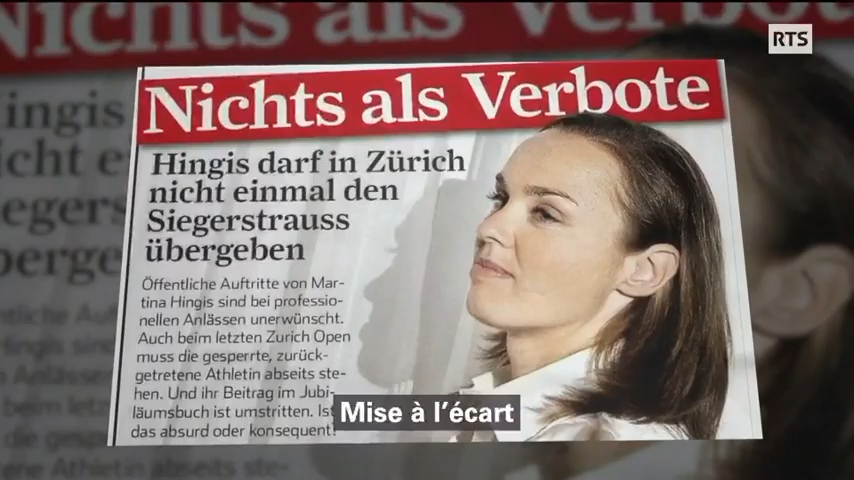 RTS
Nichts als Verbote
Hingis darf in Zürich
nicht einmal den
Siegerstrauss
übergeben
Öffentliche Auftritte von Mar-
tina Hingis sind bei professio-
nellen Anlässen unerwünscht.
Auch beim letzten Zurich Open
muss die gesperrte, zurück-
getretene Athletin abseits ste-
hen. Und ihr Beitrag im Jubi-
läumsbuch ist umstritten. Ist
das absurd oder konsequent?
Mise à l'écart